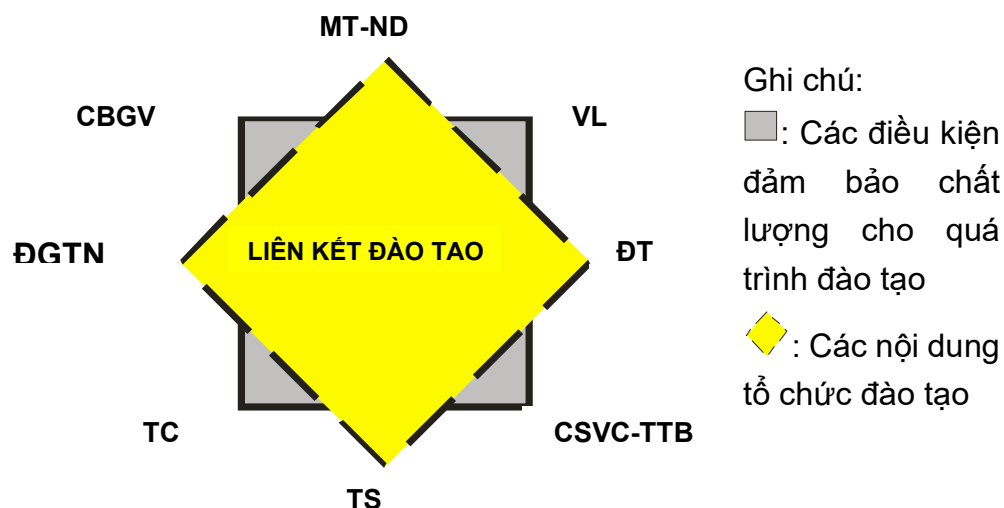 MT-ND
CBGV
VL
ĐGTN
LIÊN KẾT ĐÀO TAO
ĐT
TC
CSVC-TTB
TS
Ghi chú:
: Các điều kiện
đảm bảo chất
lượng cho quá
trình đào tạo
: Các nội dung
tổ chức đào tạo